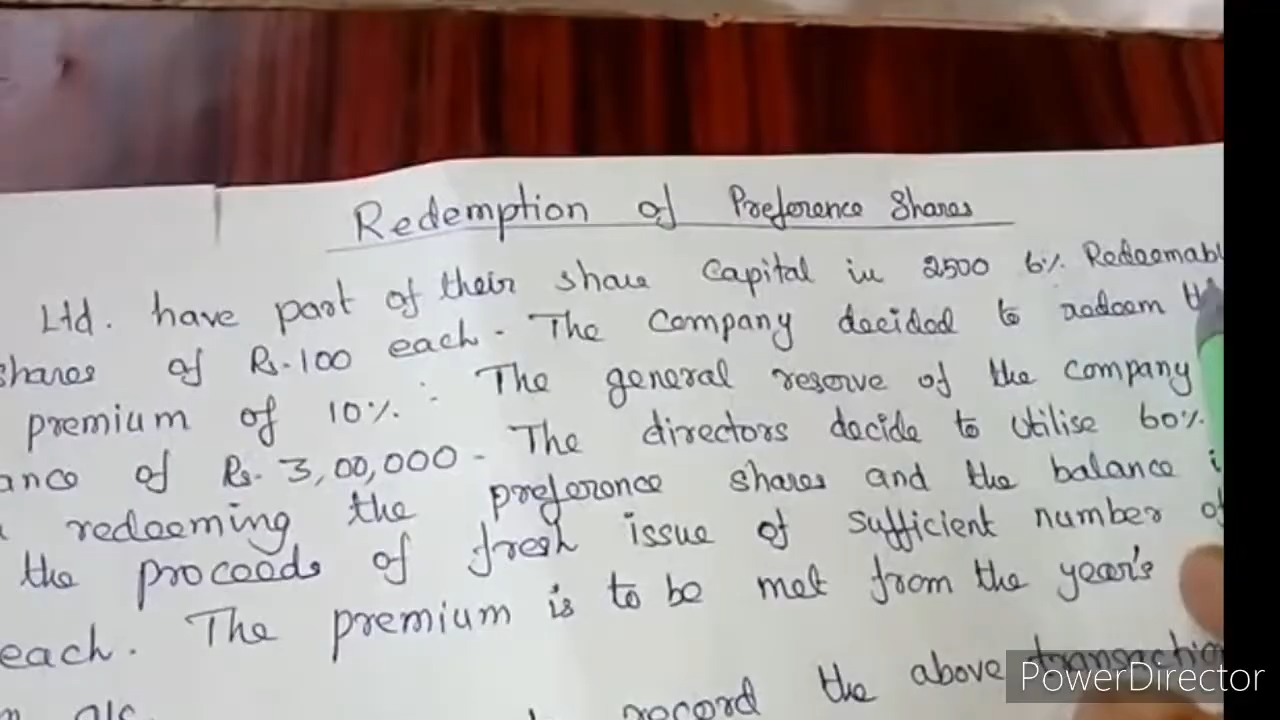 Redemption of Preference Shares
Ltd. have part of their share capital in 2500 6% Redeemabl
shares of Rs.100 each. The company decided to redeem th
premium of 10%. The general reserve of the company
ance of Rs. 3,00,000. The directors decide to utilise 60%.
redeeming the preference shares and the balance i
the proceeds of fresh issue of sufficient number of
each. The premium is to be met from the year's
a/c. record the above transaction
PowerDirector